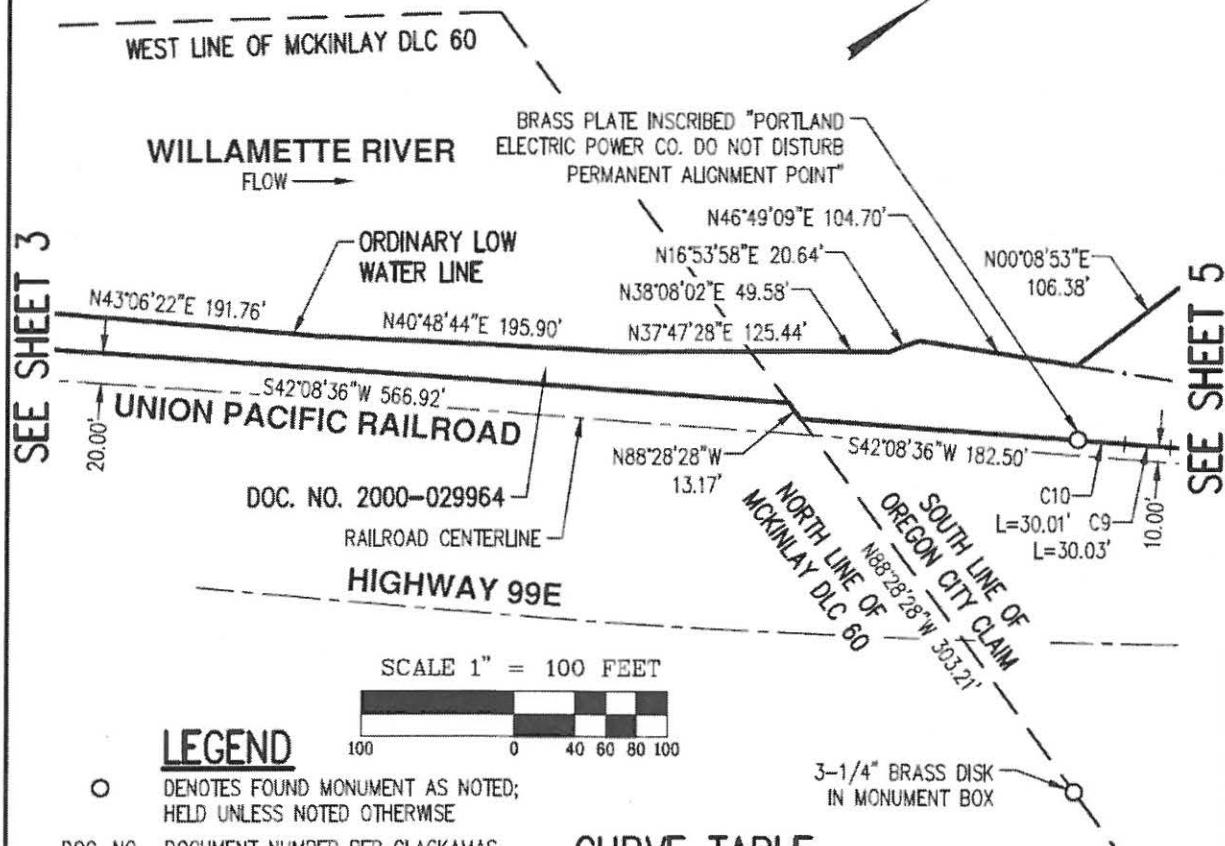 WEST LINE OF MCKINLAY DLC 60
BRASS PLATE INSCRIBED "PORTLAND
ELECTRIC POWER CO. DO NOT DISTURB
PERMANENT ALIGNMENT POINT"
WILLAMETTE RIVER
FLOW
N46°49'09"E 104.70'
N16°53'58"E 20.64'
N38°08'02"E 49.58'
N00°08'53"E
106.38'
SEE SHEET 3
ORDINARY LOW
WATER LINE
N43°06'22"E 191.76'
N40°48'44"E 195.90'
N37°47'28"E 125.44'
SEE SHEET 5
S42°08'36"W 566.92'
UNION PACIFIC RAILROAD
20.00'
N88°28'28"W
13.17'
S42°08'36"W 182.50'
C10
L=30.01'
C9
L=30.03'
10.00'
DOC. NO. 2000-029964
RAILROAD CENTERLINE
NORTH LINE OF
MCKINLAY DLC 60
SOUTH LINE OF
OREGON CITY CLAIM
N88°28'28"W 303.21'
HIGHWAY 99E
SCALE 1" = 100 FEET
100 0 40 60 80 100
LEGEND
DENOTES FOUND MONUMENT AS NOTED;
HELD UNLESS NOTED OTHERWISE
3-1/4" BRASS DISK
IN MONUMENT BOX
DOC. NO. DOCUMENT NUMBER PER CLACKAMAS
CURVE TABLE